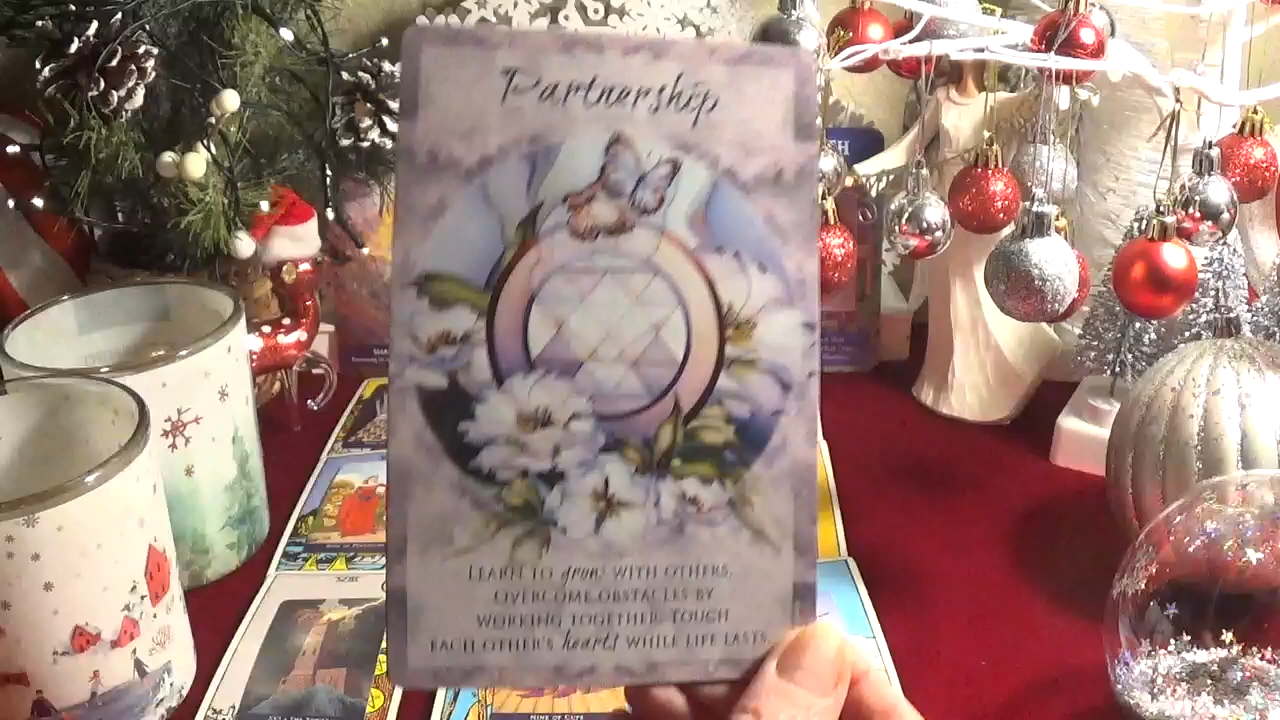 Partnership
LEARN TO grow WITH OTHERS.
OVERCOME OBSTACLES BY
WORKING TOGETHER. TOUCH
EACH OTHER'S hearts WHILE LIFE LASTS.
NINE OF CUPS